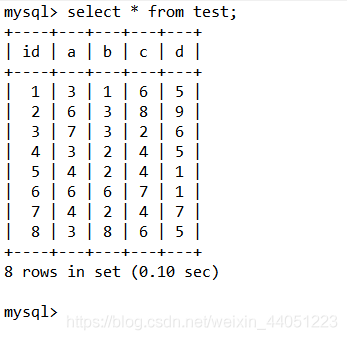 mysql> select * from test;
+----+---+---+---+---+
| id | a | b | c | d |
+----+---+---+---+---+
|  1 | 3 | 1 | 6 | 5 |
|  2 | 6 | 3 | 8 | 9 |
|  3 | 7 | 3 | 2 | 6 |
|  4 | 3 | 2 | 4 | 5 |
|  5 | 4 | 2 | 4 | 1 |
|  6 | 6 | 6 | 7 | 1 |
|  7 | 4 | 2 | 4 | 7 |
|  8 | 3 | 8 | 6 | 5 |
+----+---+---+---+---+
8 rows in set (0.10 sec)
mysql>
https://blog.csdn.net/weixin_44051223